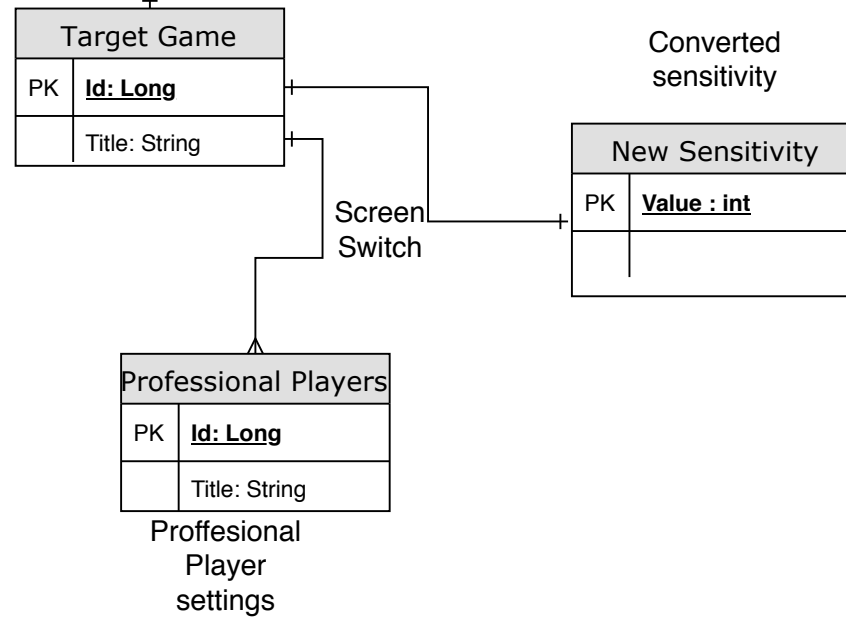 Target Game
PK Id: Long
Title: String
Converted
sensitivity
New Sensitivity
PK Value : int
Screen
Switch
Professional Players
PK Id: Long
Title: String
Proffesional
Player
settings